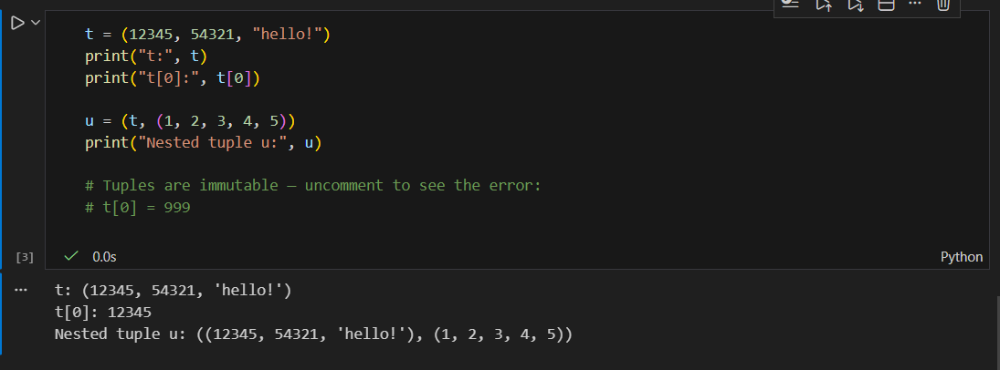 t = (12345, 54321, "hello!")
print("t:", t)
print("t[0]:", t[0])
u = (t, (1, 2, 3, 4, 5))
print("Nested tuple u:", u)
# Tuples are immutable — uncomment to see the error:
# t[0] = 999
[3] 0.0s Python
t: (12345, 54321, 'hello!')
t[0]: 12345
Nested tuple u: ((12345, 54321, 'hello!'), (1, 2, 3, 4, 5))